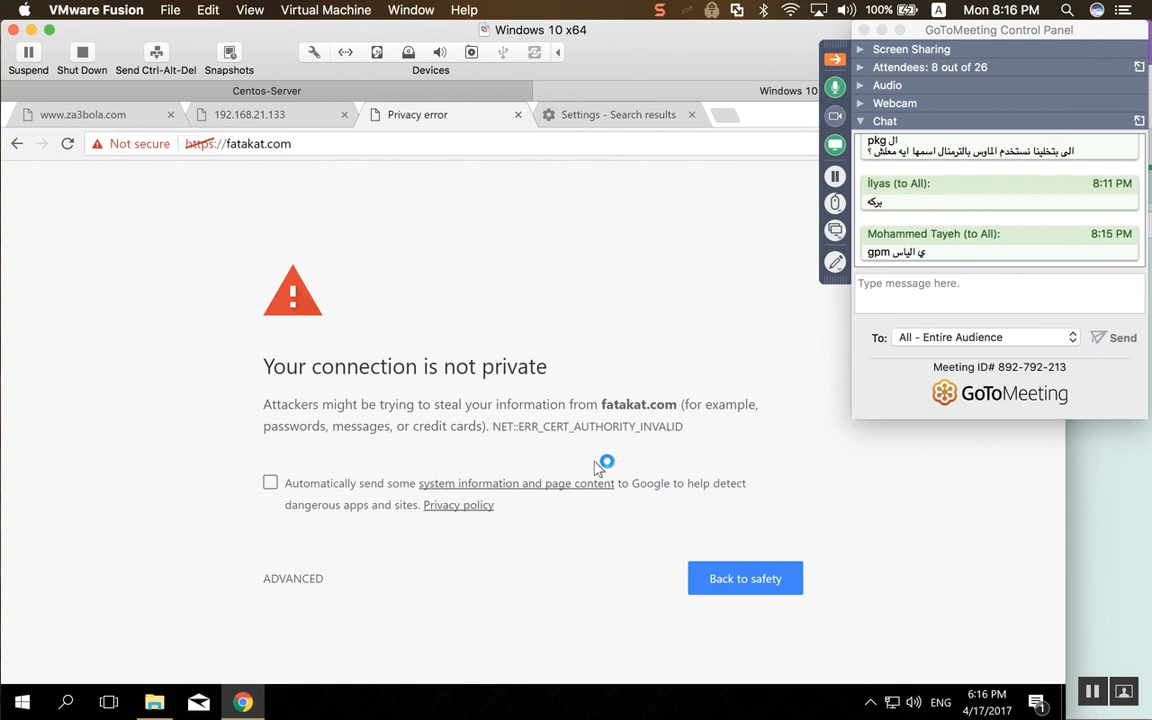 VMware Fusion File Edit View Virtual Machine Window Help
100% A Mon 8:16 PM
Windows 10 x64
Suspend Shut Down Send Ctrl-Alt-Del Snapshots Devices
Centos-Server Windows 10
www.za3bola.com 192.168.21.133 Privacy error Settings - Search results
Not secure https://fatakat.com
Your connection is not private
Attackers might be trying to steal your information from fatakat.com (for example,
passwords, messages, or credit cards). NET::ERR_CERT_AUTHORITY_INVALID
Automatically send some system information and page content to Google to help detect
dangerous apps and sites. Privacy policy
ADVANCED
Back to safety
GoToMeeting Control Panel
Screen Sharing
Attendees: 8 out of 26
Audio
Webcam
Chat
ال pkg
الى بتخلينا نستخدم الماوس بالترمنال اسمها ايه معلش ؟
İlyas (to All): 8:11 PM
بركه
Mohammed Tayeh (to All): 8:15 PM
ي الياس gpm
Type message here.
To: All - Entire Audience Send
Meeting ID# 892-792-213
GoToMeeting
ENG
6:16 PM
4/17/2017
1